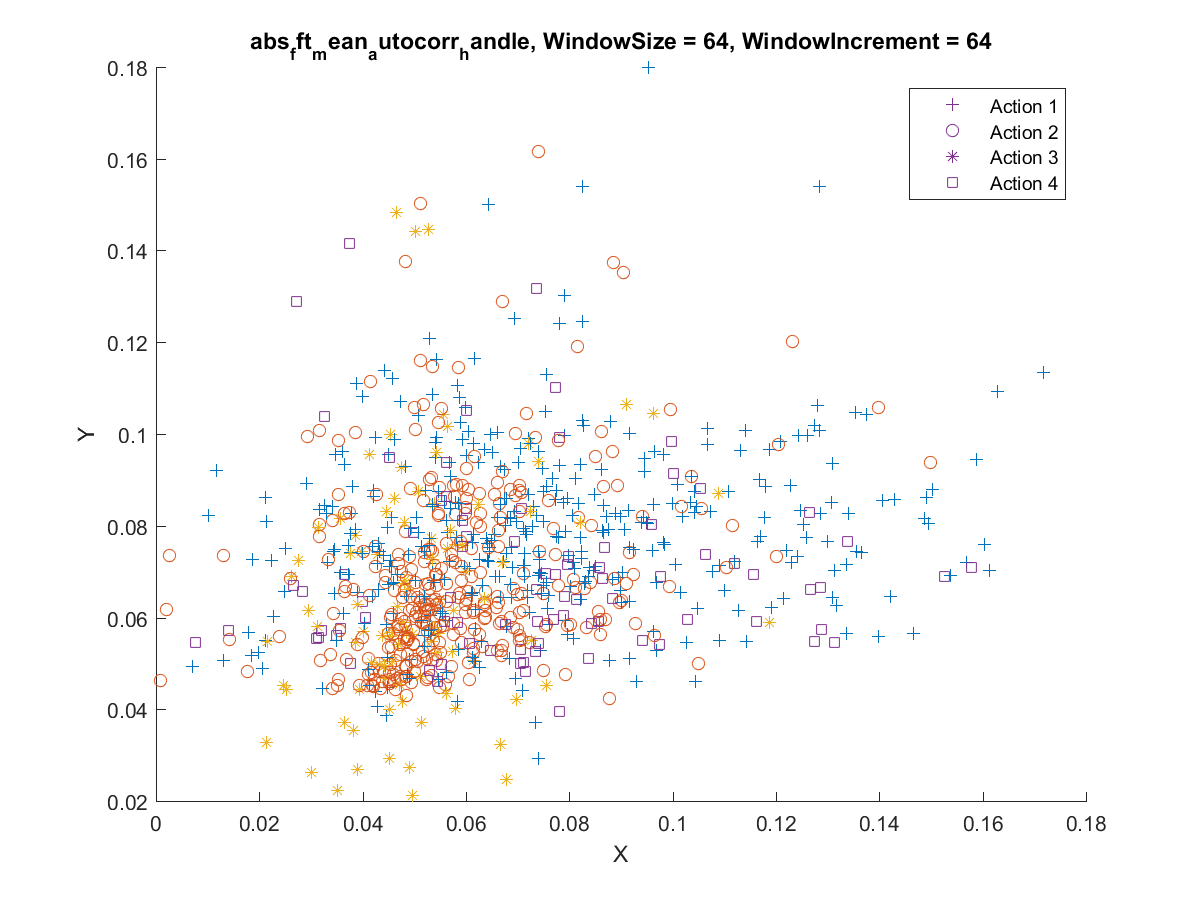 abs_fft_mean_autocorr_handle, WindowSize = 64, WindowIncrement = 64
0.18
Action 1
Action 2
Action 3
Action 4
0.16
0.14
0.12
0.1
Y
0.08
0.06
0.04
0.02
0 0.02 0.04 0.06 0.08 0.1 0.12 0.14 0.16 0.18
X